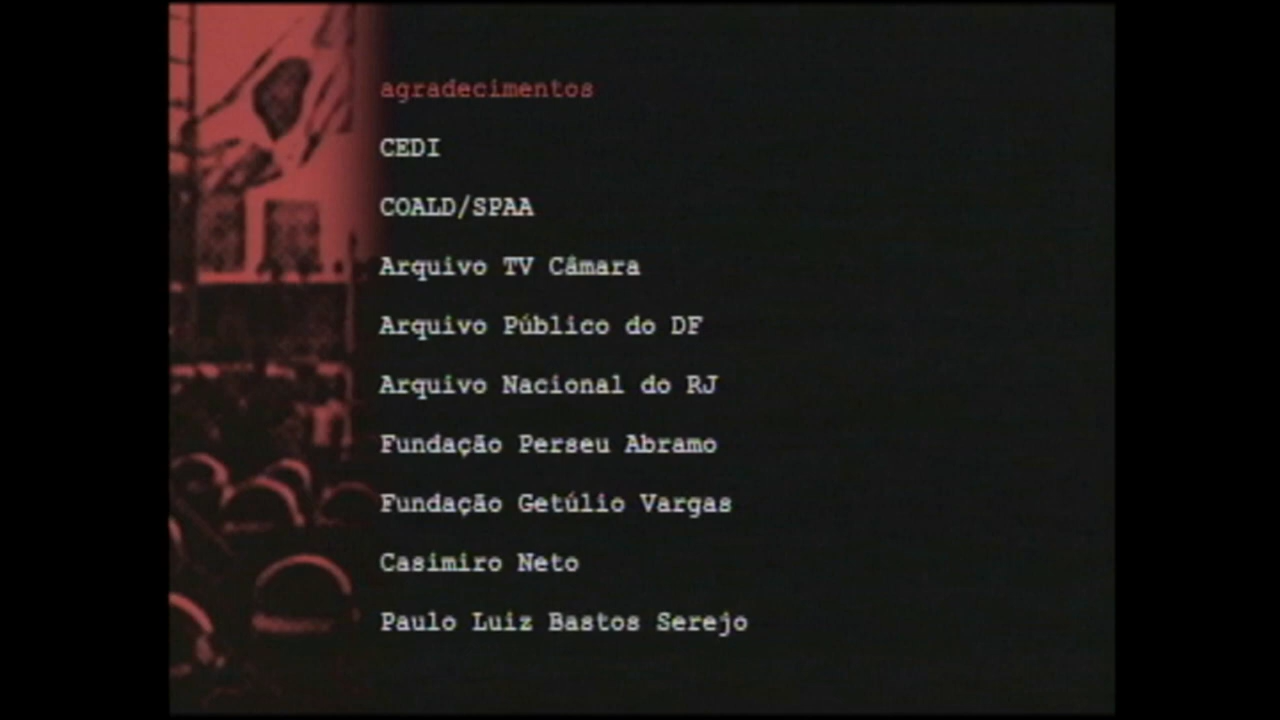 agradecimentos
CEDI
COALD/SPAA
Arquivo TV Câmara
Arquivo Público do DF
Arquivo Nacional do RJ
Fundação Perseu Abramo
Fundação Getúlio Vargas
Casimiro Neto
Paulo Luiz Bastos Serejo